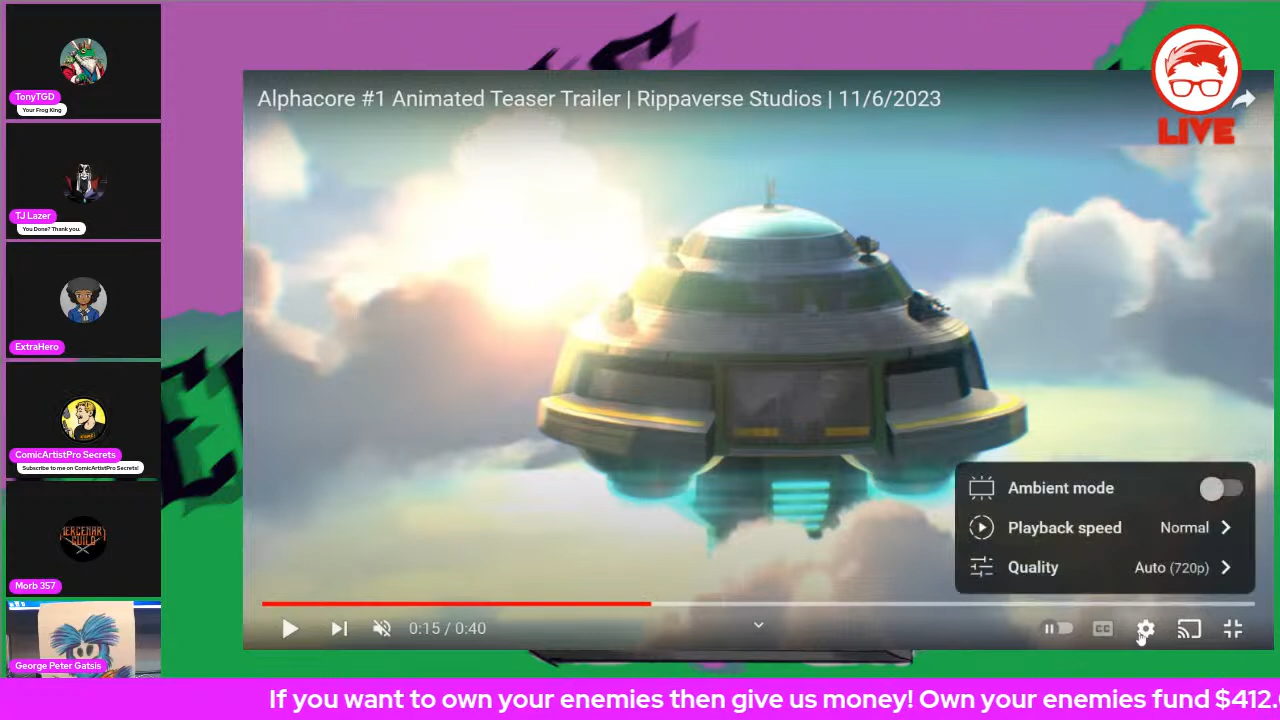 TonyTGD
Your Frog King
TJ Lazer
You Done? Thank you.
ExtraHero
ComicArtistPro Secrets
Subscribe to me on ComicArtistPro Secrets!
MERCENARY
GUILD
Morb 357
George Peter Gatsis
Alphacore #1 Animated Teaser Trailer | Rippaverse Studios | 11/6/2023
LIVE
Ambient mode
Playback speed Normal
Quality Auto (720p)
0:15 / 0:40
CC
If you want to own your enemies then give us money! Own your enemies fund $412.